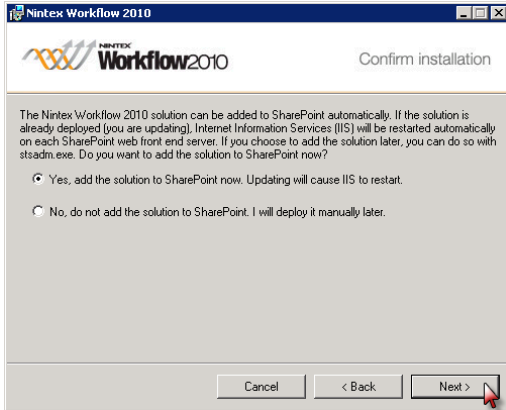 Nintex Workflow 2010
NINTEX
Workflow2010
Confirm installation
The Nintex Workflow 2010 solution can be added to SharePoint automatically. If the solution is
already deployed (you are updating), Internet Information Services (IIS) will be restarted automatically
on each SharePoint web front end server. If you choose to add the solution later, you can do so with
stsadm.exe. Do you want to add the solution to SharePoint now?
Yes, add the solution to SharePoint now. Updating will cause IIS to restart.
No, do not add the solution to SharePoint. I will deploy it manually later.
Cancel
< Back
Next >